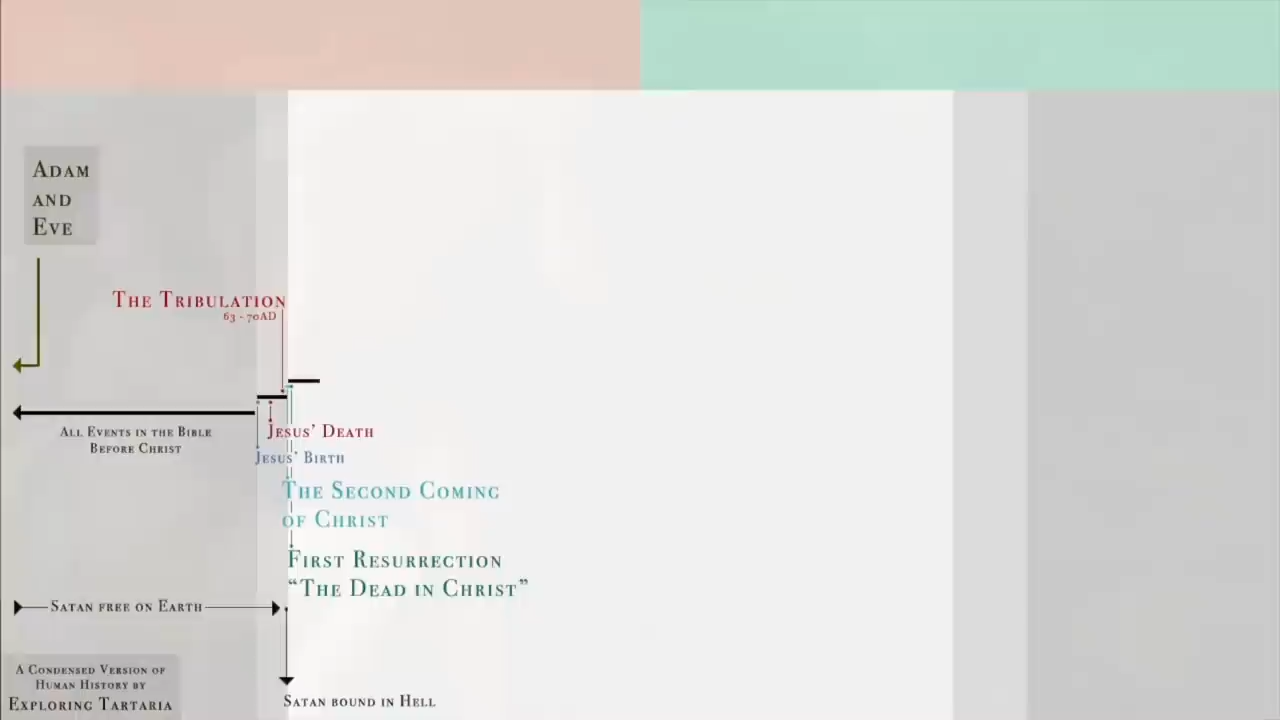 Adam
and
Eve
The Tribulation
63 - 70AD
All Events in the Bible
Before Christ
Jesus' Death
Jesus' Birth
The Second Coming
of Christ
First Resurrection
“The Dead in Christ”
Satan free on Earth
A Condensed Version of
Human History by
Exploring Tartaria
Satan bound in Hell